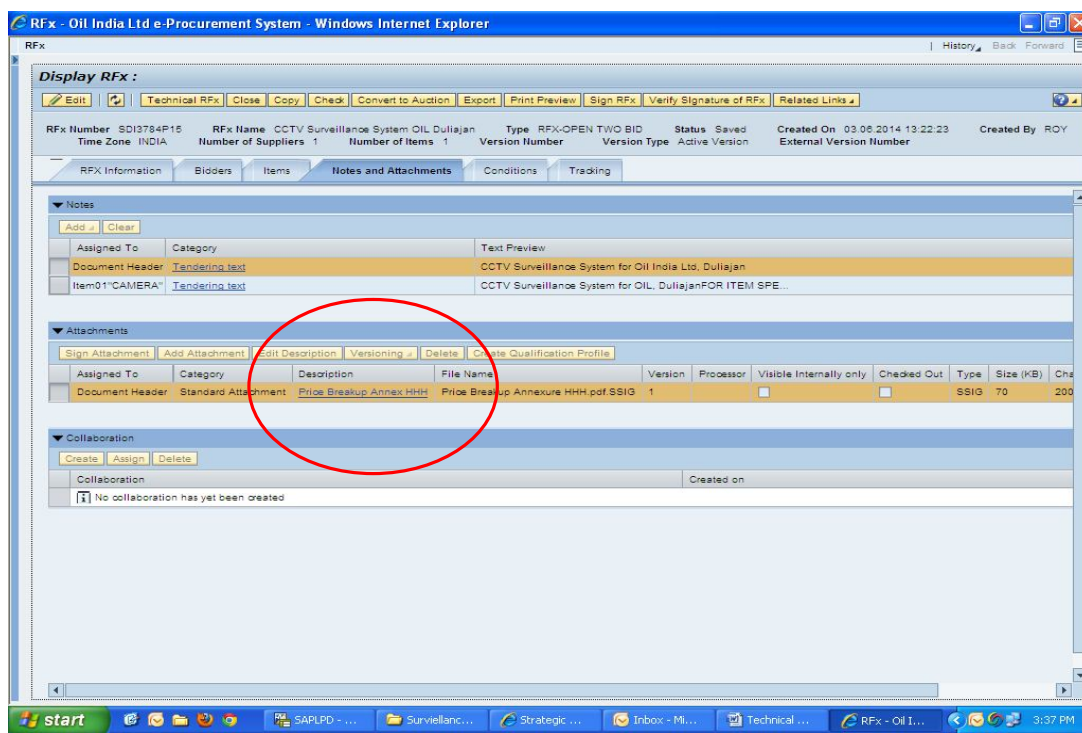 RFx - Oil India Ltd e-Procurement System - Windows Internet Explorer
RFx | History Back Forward
Display RFx :
Edit Technical RFx Close Copy Check Convert to Auction Export Print Preview Sign RFx Verify Signature of RFx Related Links
RFx Number SDI3784P15 RFx Name CCTV Surveillance System OIL Duliajan Type RFX-OPEN TWO BID Status Saved Created On 03.06.2014 13:22:23 Created By ROY
Time Zone INDIA Number of Suppliers 1 Number of Items 1 Version Number Version Type Active Version External Version Number
RFX Information Bidders Items Notes and Attachments Conditions Tracking
Notes
Add Clear
Assigned To Category Text Preview
Document Header Tendering text CCTV Surveillance System for Oil India Ltd, Duliajan
Item01"CAMERA" Tendering text CCTV Surveillance System for OIL, DuliajanFOR ITEM SPE...
Attachments
Sign Attachment Add Attachment Edit Description Versioning Delete Create Qualification Profile
Assigned To Category Description File Name Version Processor Visible Internally only Checked Out Type Size (KB) Cha
Document Header Standard Attachment Price Breakup Annex HHH Price Breakup Annexure HHH.pdf.SSIG 1 SSIG 70 200
Collaboration
Create Assign Delete
Collaboration Created on
No collaboration has yet been created
start SAPLPD - ... Surviellanc... Strategic ... Inbox - Mi... Technical ... RFx - Oil I... 3:37 PM